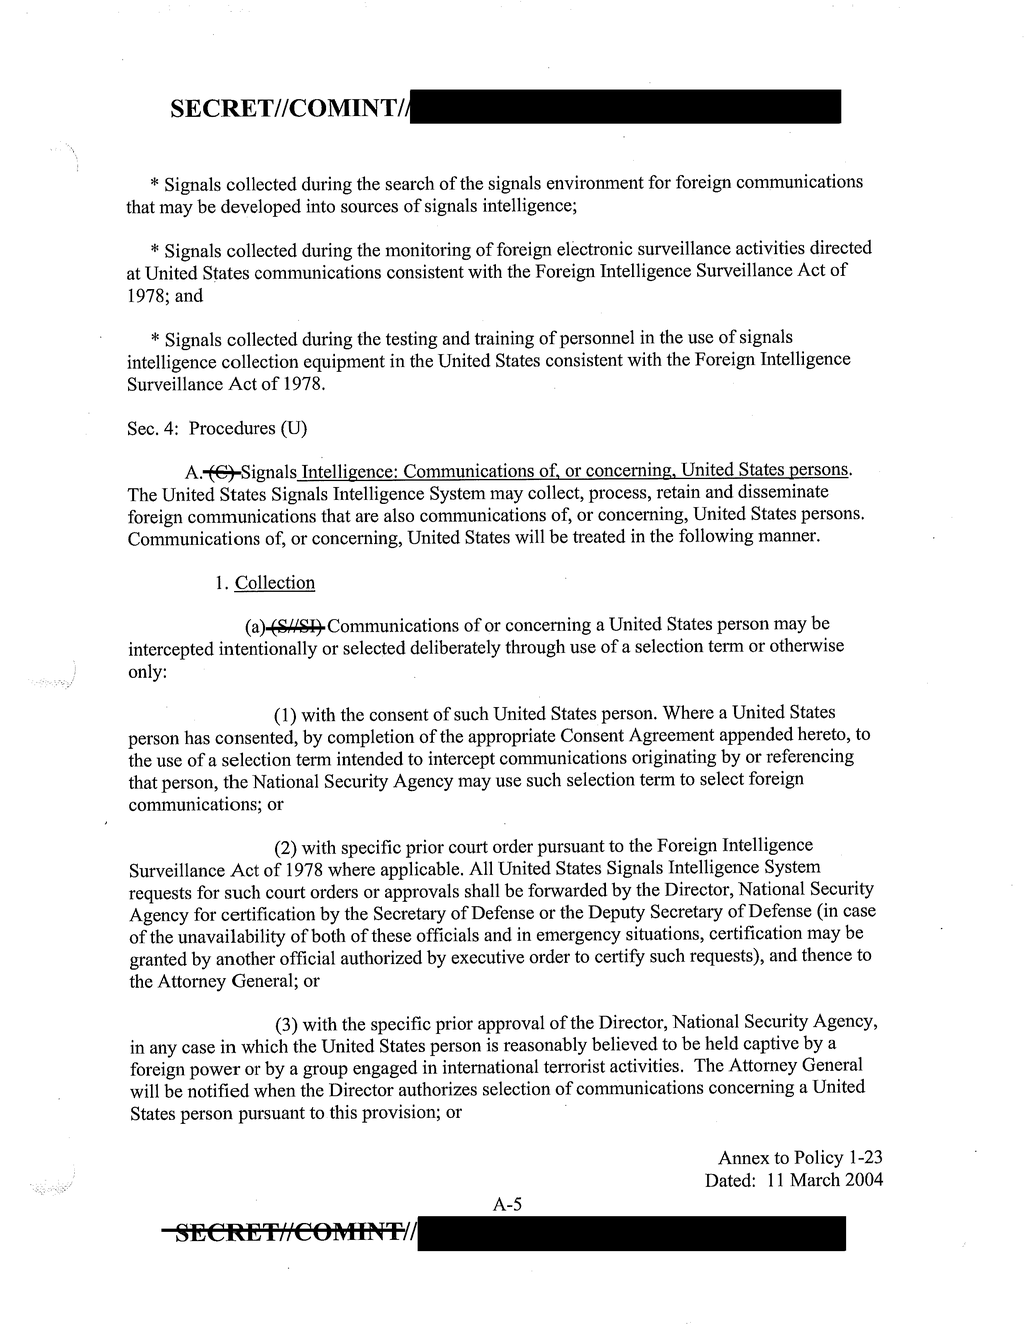 SECRET//COMINT//
* Signals collected during the search of the signals environment for foreign communications
that may be developed into sources of signals intelligence;
* Signals collected during the monitoring of foreign electronic surveillance activities directed
at United States communications consistent with the Foreign Intelligence Surveillance Act of
1978; and
* Signals collected during the testing and training of personnel in the use of signals
intelligence collection equipment in the United States consistent with the Foreign Intelligence
Surveillance Act of 1978.
Sec. 4: Procedures (U)
A. (C) Signals Intelligence: Communications of, or concerning, United States persons.
The United States Signals Intelligence System may collect, process, retain and disseminate
foreign communications that are also communications of, or concerning, United States persons.
Communications of, or concerning, United States will be treated in the following manner.
1. Collection
(a) (S//SI) Communications of or concerning a United States person may be
intercepted intentionally or selected deliberately through use of a selection term or otherwise
only:
(1) with the consent of such United States person. Where a United States
person has consented, by completion of the appropriate Consent Agreement appended hereto, to
the use of a selection term intended to intercept communications originating by or referencing
that person, the National Security Agency may use such selection term to select foreign
communications; or
(2) with specific prior court order pursuant to the Foreign Intelligence
Surveillance Act of 1978 where applicable. All United States Signals Intelligence System
requests for such court orders or approvals shall be forwarded by the Director, National Security
Agency for certification by the Secretary of Defense or the Deputy Secretary of Defense (in case
of the unavailability of both of these officials and in emergency situations, certification may be
granted by another official authorized by executive order to certify such requests), and thence to
the Attorney General; or
(3) with the specific prior approval of the Director, National Security Agency,
in any case in which the United States person is reasonably believed to be held captive by a
foreign power or by a group engaged in international terrorist activities. The Attorney General
will be notified when the Director authorizes selection of communications concerning a United
States person pursuant to this provision; or
Annex to Policy 1-23
Dated: 11 March 2004
A-5
SECRET//COMINT//